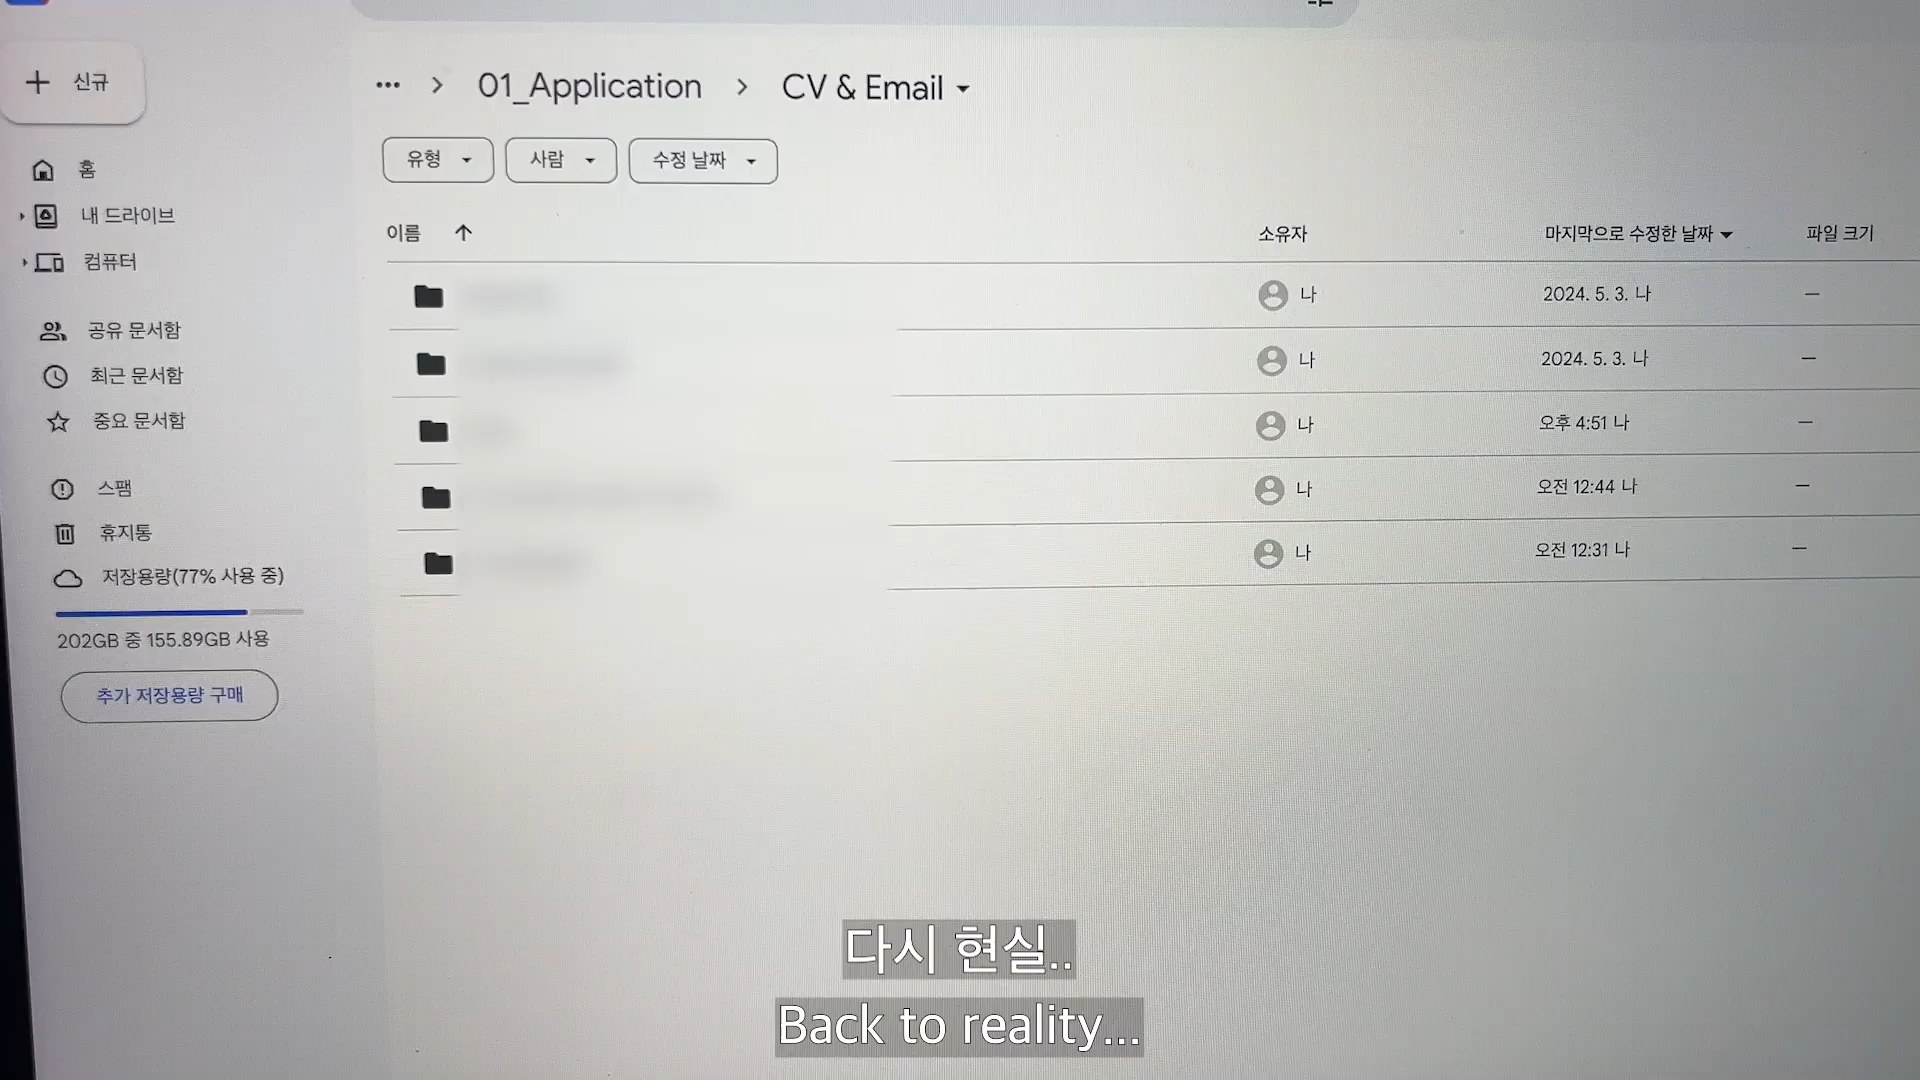 신규
홈
내 드라이브
컴퓨터
공유 문서함
최근 문서함
중요 문서함
스팸
휴지통
저장용량(77% 사용 중)
202GB 중 155.89GB 사용
추가 저장용량 구매
... > 01_Application > CV & Email
유형 사람 수정 날짜
이름 소유자 마지막으로 수정한 날짜 파일 크기
나 2024. 5. 3. 나 —
나 2024. 5. 3. 나 —
나 오후 4:51 나 —
나 오전 12:44 나 —
나 오전 12:31 나 —
다시 현실..
Back to reality...